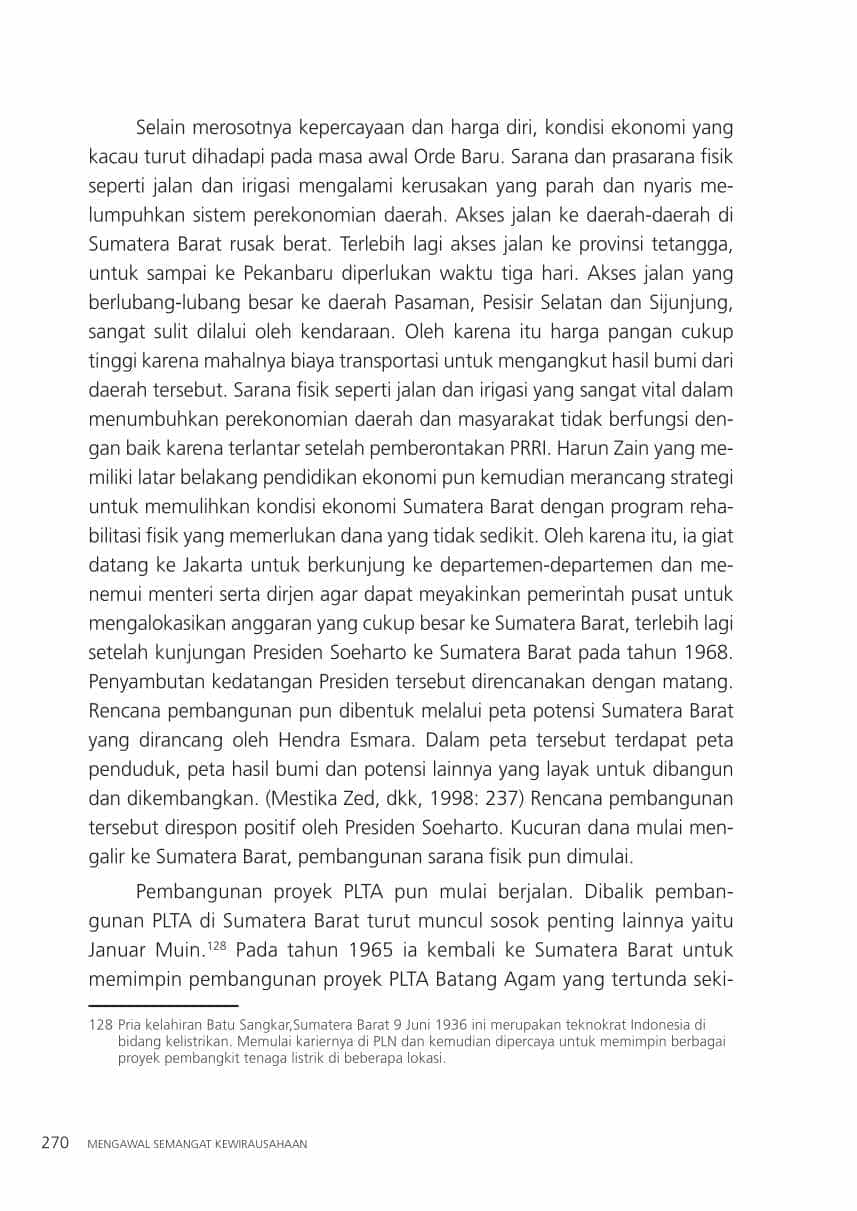 Selain merosotnya kepercayaan dan harga diri, kondisi ekonomi yang
kacau turut dihadapi pada masa awal Orde Baru. Sarana dan prasarana fisik
seperti jalan dan irigasi mengalami kerusakan yang parah dan nyaris me-
lumpuhkan sistem perekonomian daerah. Akses jalan ke daerah-daerah di
Sumatera Barat rusak berat. Terlebih lagi akses jalan ke provinsi tetangga,
untuk sampai ke Pekanbaru diperlukan waktu tiga hari. Akses jalan yang
berlubang-lubang besar ke daerah Pasaman, Pesisir Selatan dan Sijunjung,
sangat sulit dilalui oleh kendaraan. Oleh karena itu harga pangan cukup
tinggi karena mahalnya biaya transportasi untuk mengangkut hasil bumi dari
daerah tersebut. Sarana fisik seperti jalan dan irigasi yang sangat vital dalam
menumbuhkan perekonomian daerah dan masyarakat tidak berfungsi den-
gan baik karena terlantar setelah pemberontakan PRRI. Harun Zain yang me-
miliki latar belakang pendidikan ekonomi pun kemudian merancang strategi
untuk memulihkan kondisi ekonomi Sumatera Barat dengan program reha-
bilitasi fisik yang memerlukan dana yang tidak sedikit. Oleh karena itu, ia giat
datang ke Jakarta untuk berkunjung ke departemen-departemen dan me-
nemui menteri serta dirjen agar dapat meyakinkan pemerintah pusat untuk
mengalokasikan anggaran yang cukup besar ke Sumatera Barat, terlebih lagi
setelah kunjungan Presiden Soeharto ke Sumatera Barat pada tahun 1968.
Penyambutan kedatangan Presiden tersebut direncanakan dengan matang.
Rencana pembangunan pun dibentuk melalui peta potensi Sumatera Barat
yang dirancang oleh Hendra Esmara. Dalam peta tersebut terdapat peta
penduduk, peta hasil bumi dan potensi lainnya yang layak untuk dibangun
dan dikembangkan. (Mestika Zed, dkk, 1998: 237) Rencana pembangunan
tersebut direspon positif oleh Presiden Soeharto. Kucuran dana mulai men-
galir ke Sumatera Barat, pembangunan sarana fisik pun dimulai.
Pembangunan proyek PLTA pun mulai berjalan. Dibalik pemban-
gunan PLTA di Sumatera Barat turut muncul sosok penting lainnya yaitu
Januar Muin.128 Pada tahun 1965 ia kembali ke Sumatera Barat untuk
memimpin pembangunan proyek PLTA Batang Agam yang tertunda seki-
128 Pria kelahiran Batu Sangkar,Sumatera Barat 9 Juni 1936 ini merupakan teknokrat Indonesia di
bidang kelistrikan. Memulai kariernya di PLN dan kemudian dipercaya untuk memimpin berbagai
proyek pembangkit tenaga listrik di beberapa lokasi.
270 MENGAWAL SEMANGAT KEWIRAUSAHAAN